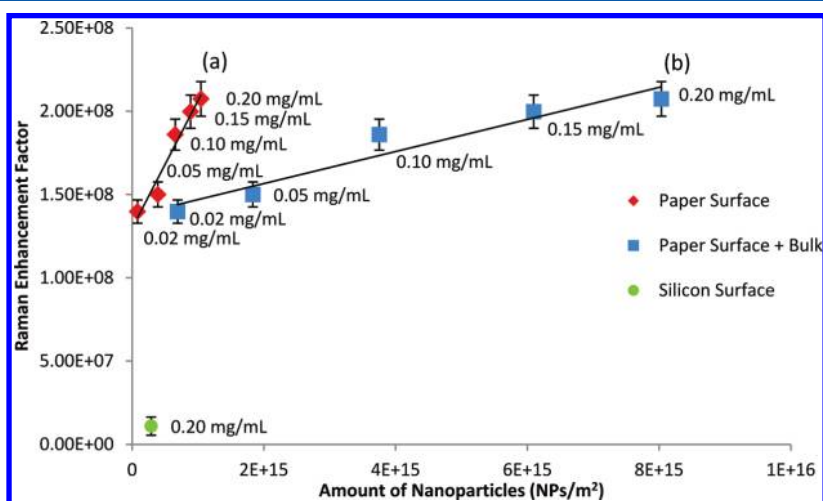 2.50E+08
2.00E+08
1.50E+08
1.00E+08
5.00E+07
0.00E+00
Raman Enhancement Factor
(a)
0.20 mg/mL
0.15 mg/mL
0.10 mg/mL
0.05 mg/mL
0.02 mg/mL
(b)
0.20 mg/mL
0.15 mg/mL
0.10 mg/mL
0.05 mg/mL
0.02 mg/mL
Paper Surface
Paper Surface + Bulk
Silicon Surface
0.20 mg/mL
0
2E+15
4E+15
6E+15
8E+15
1E+16
Amount of Nanoparticles (NPs/m²)